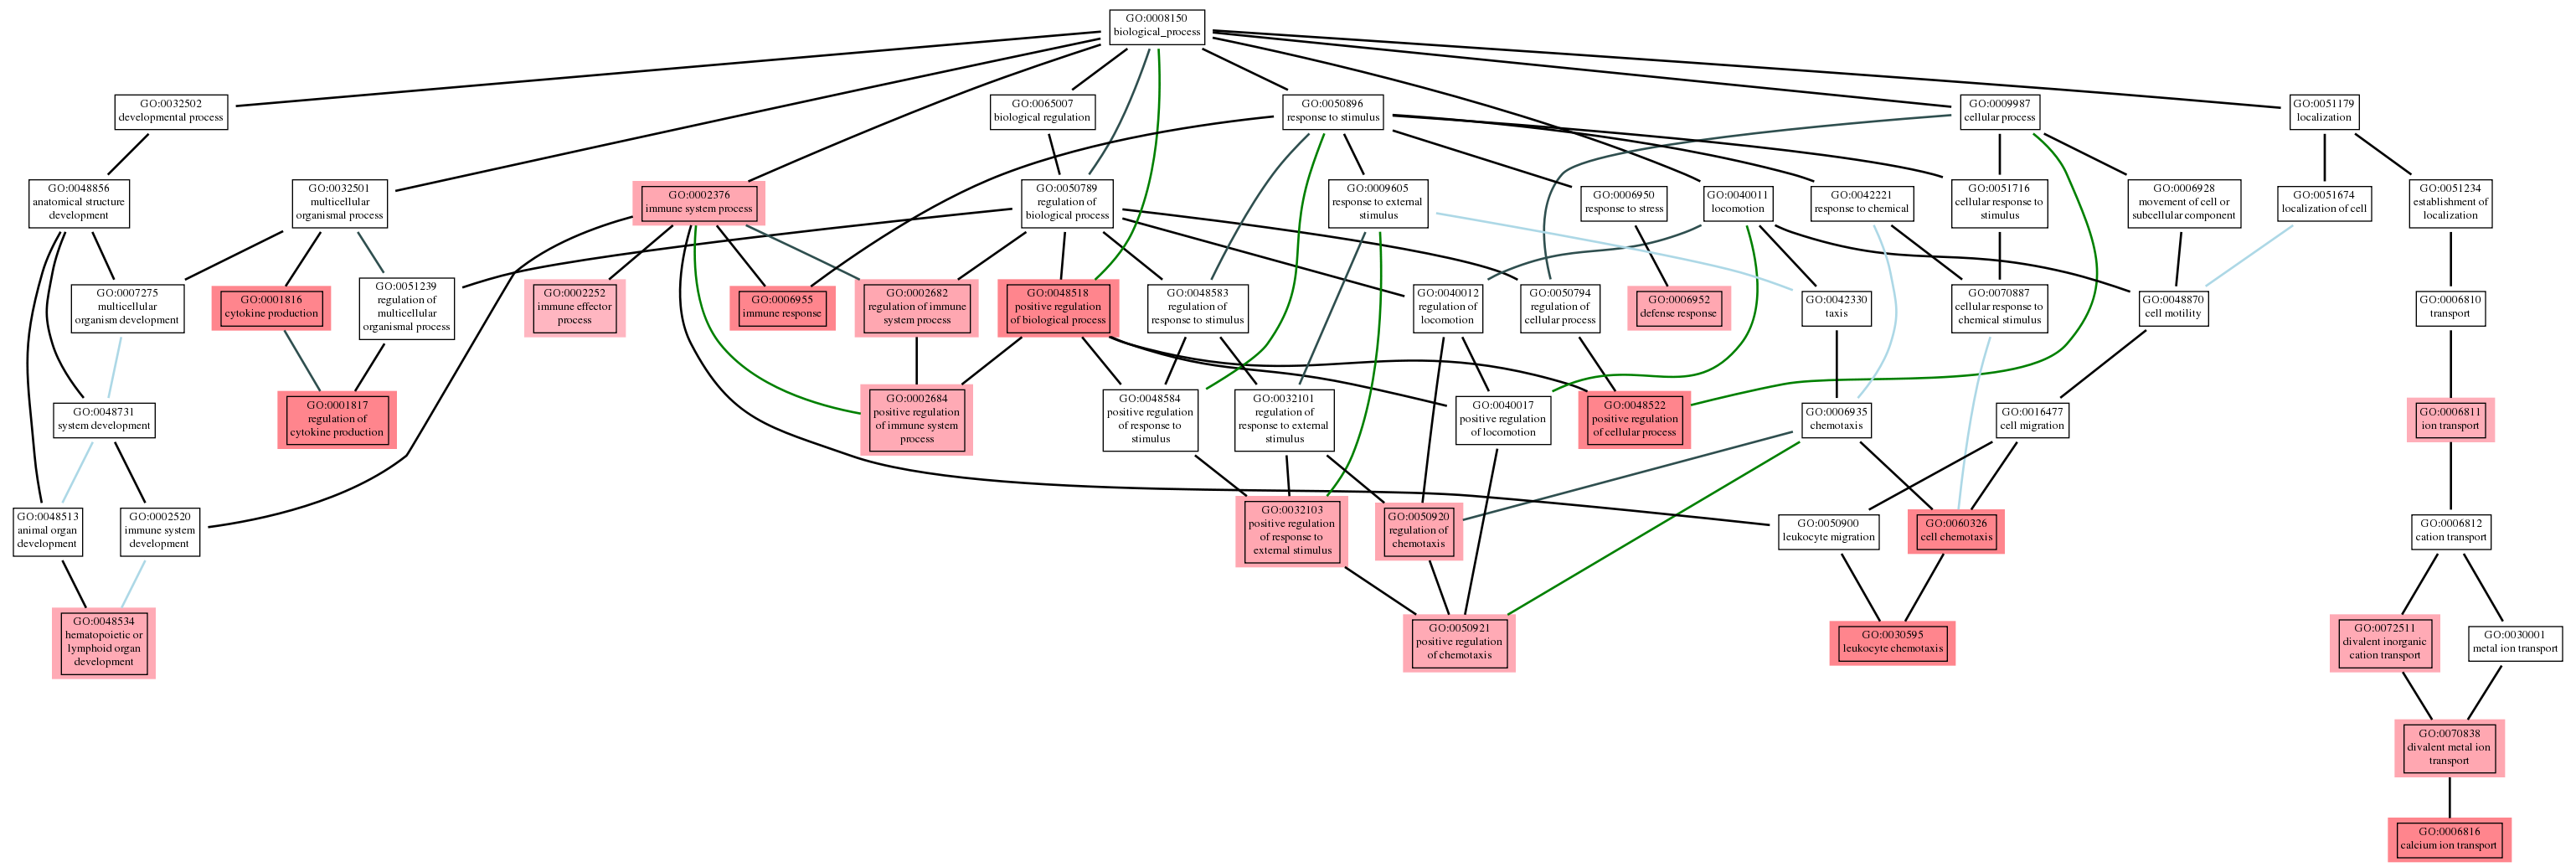 GO:0008150
biological_process
GO:0032502
developmental process
GO:0065007
biological regulation
GO:0050896
response to stimulus
GO:0009987
cellular process
GO:0051179
localization
GO:0048856
anatomical structure
development
GO:0032501
multicellular
organismal process
GO:0002376
immune system process
GO:0050789
regulation of
biological process
GO:0009605
response to external
stimulus
GO:0006950
response to stress
GO:0040011
locomotion
GO:0042221
response to chemical
GO:0051716
cellular response to
stimulus
GO:0006928
movement of cell or
subcellular component
GO:0051674
localization of cell
GO:0051234
establishment of
localization
GO:0007275
multicellular
organism development
GO:0001816
cytokine production
GO:0051239
regulation of
multicellular
organismal process
GO:0002252
immune effector
process
GO:0006955
immune response
GO:0002682
regulation of immune
system process
GO:0048518
positive regulation
of biological process
GO:0048583
regulation of
response to stimulus
GO:0040012
regulation of
locomotion
GO:0050794
regulation of
cellular process
GO:0006952
defense response
GO:0042330
taxis
GO:0070887
cellular response to
chemical stimulus
GO:0048870
cell motility
GO:0006810
transport
GO:0048731
system development
GO:0001817
regulation of
cytokine production
GO:0002684
positive regulation
of immune system
process
GO:0048584
positive regulation
of response to
stimulus
GO:0032101
regulation of
response to external
stimulus
GO:0040017
positive regulation
of locomotion
GO:0048522
positive regulation
of cellular process
GO:0006935
chemotaxis
GO:0016477
cell migration
GO:0006811
ion transport
GO:0048513
animal organ
development
GO:0002520
immune system
development
GO:0032103
positive regulation
of response to
external stimulus
GO:0050920
regulation of
chemotaxis
GO:0050900
leukocyte migration
GO:0060326
cell chemotaxis
GO:0006812
cation transport
GO:0048534
hematopoietic or
lymphoid organ
development
GO:0050921
positive regulation
of chemotaxis
GO:0030595
leukocyte chemotaxis
GO:0072511
divalent inorganic
cation transport
GO:0030001
metal ion transport
GO:0070838
divalent metal ion
transport
GO:0006816
calcium ion transport